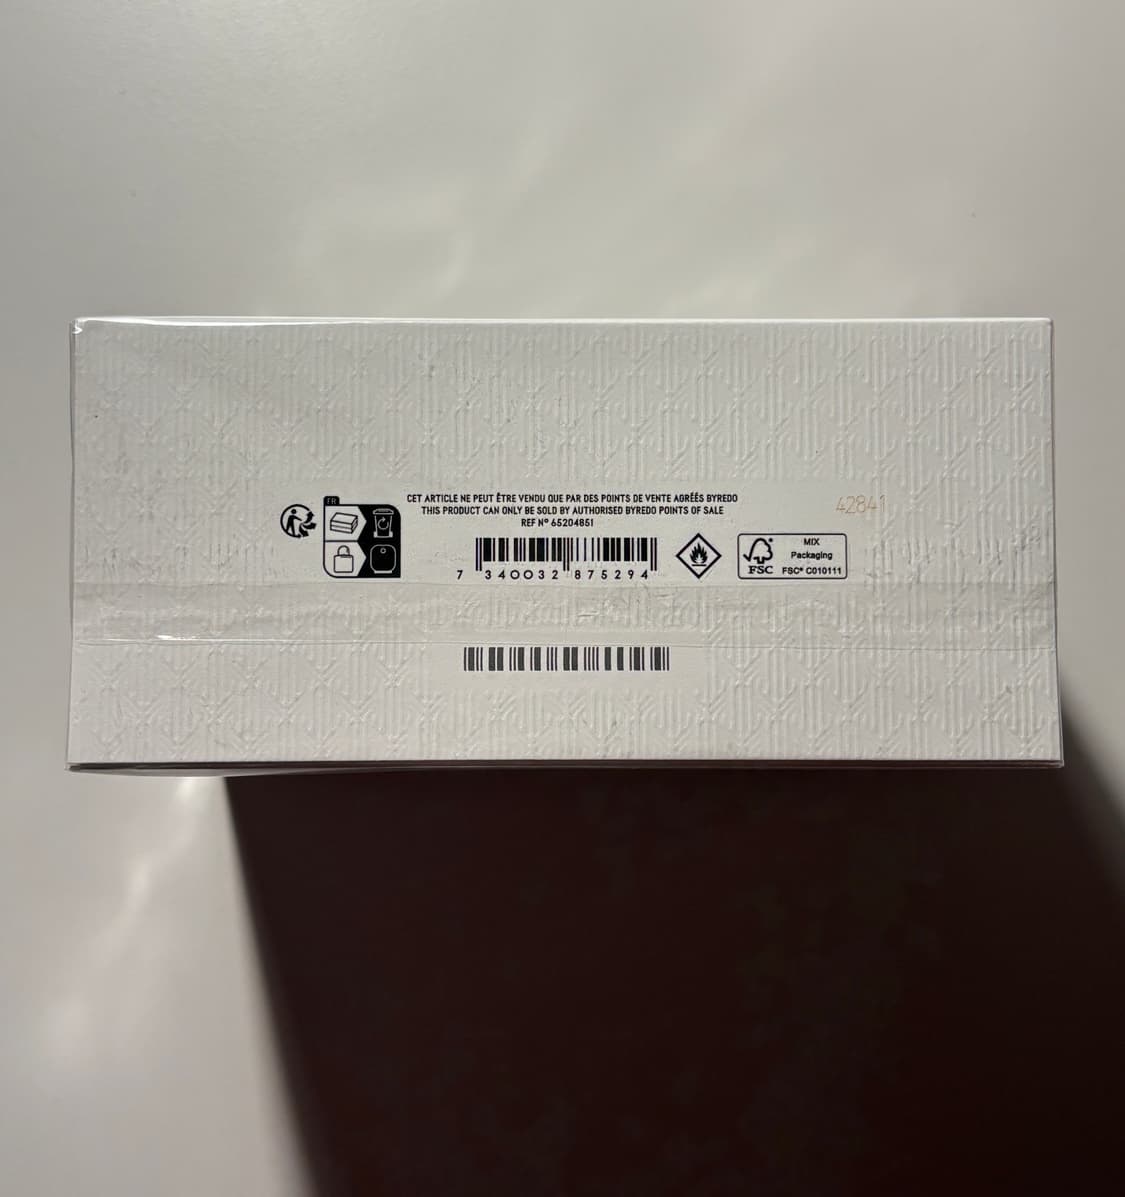 FR
CET ARTICLE NE PEUT ÊTRE VENDU QUE PAR DES POINTS DE VENTE AGRÉÉS BYREDO
THIS PRODUCT CAN ONLY BE SOLD BY AUTHORISED BYREDO POINTS OF SALE
REF Nº 65204851
42841
7 340032 875294
FSC
MIX
Packaging
FSC® C010111